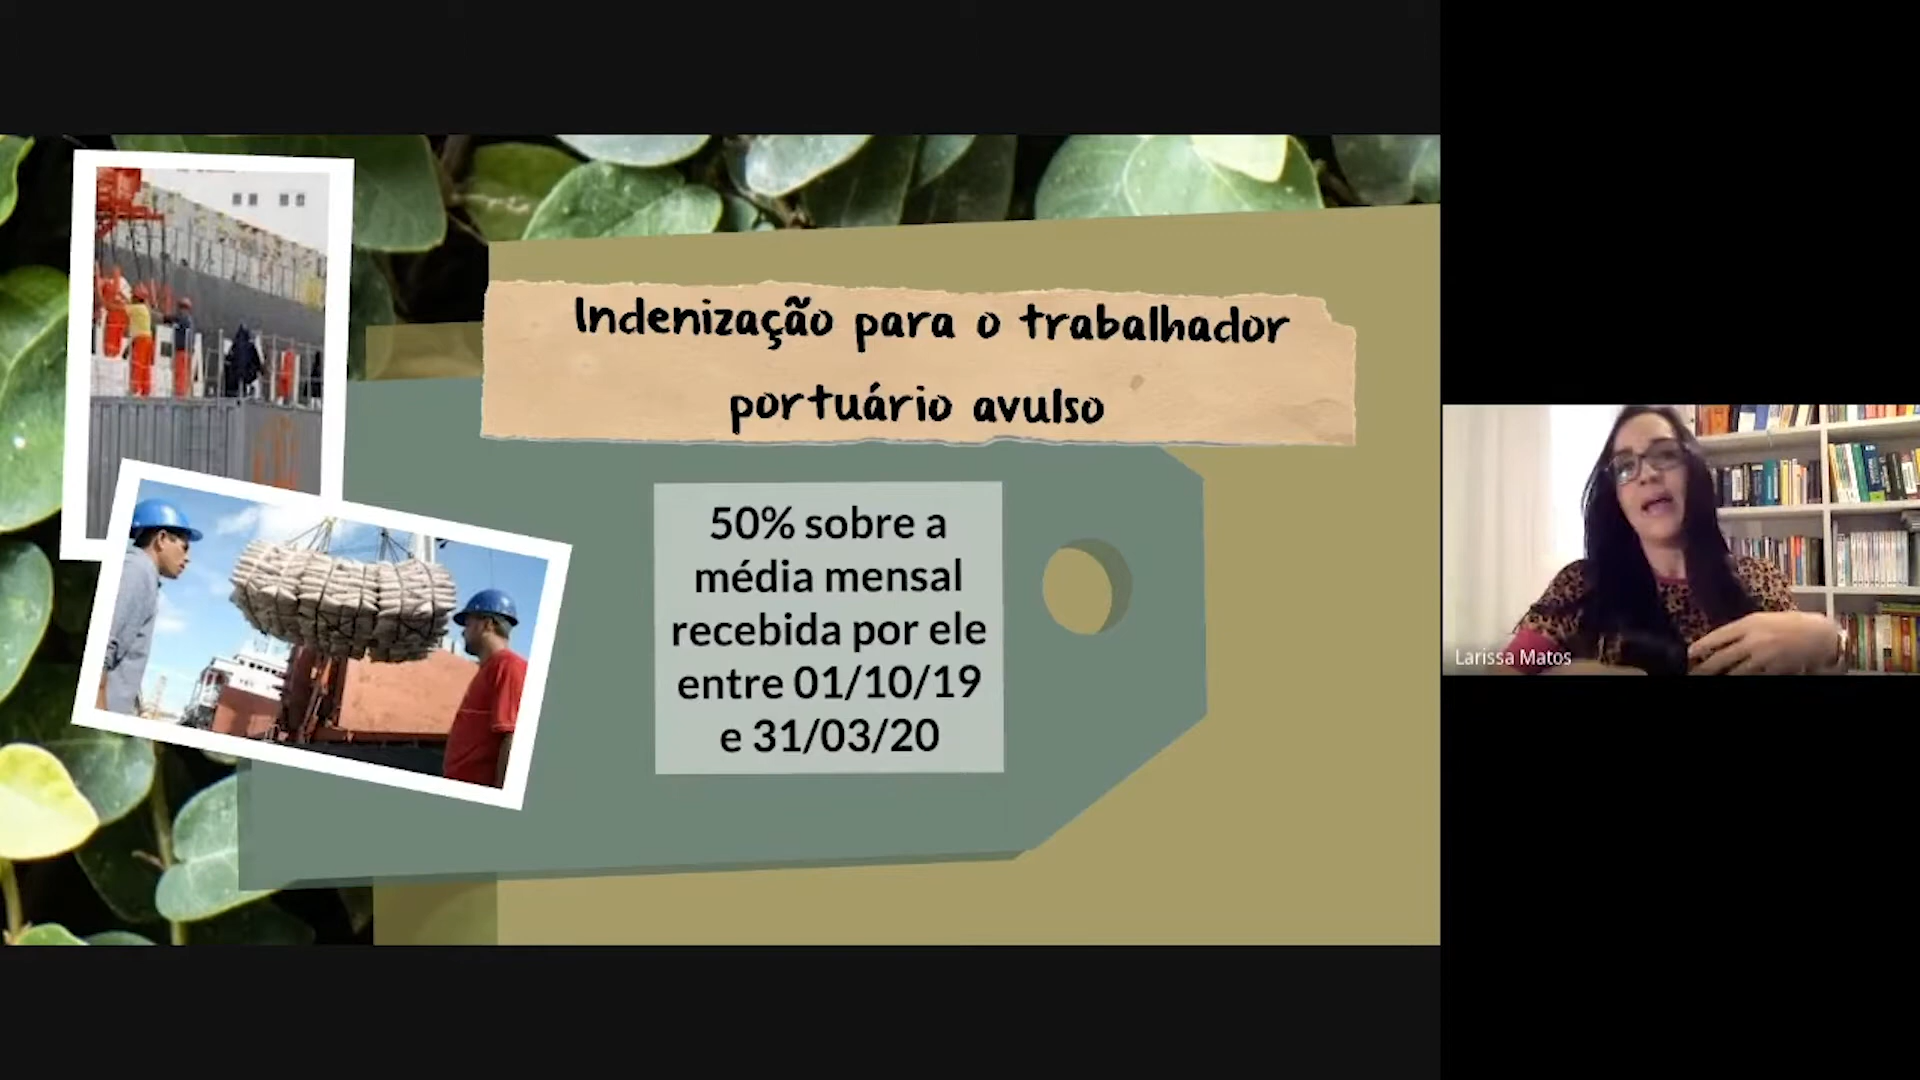 Indenização para o trabalhador
portuário avulso
50% sobre a
média mensal
recebida por ele
entre 01/10/19
e 31/03/20
Larissa Matos